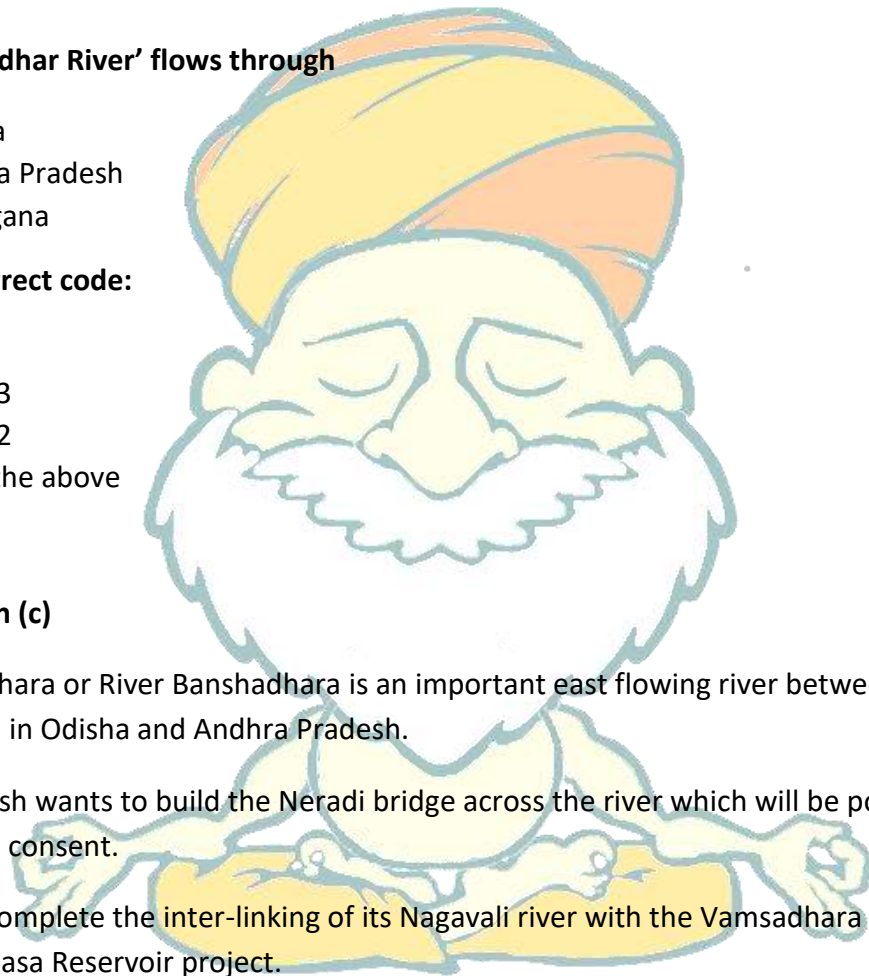 dhar River’ flows through
a
a Pradesh
gana
rrect code:
3
2
the above
n (c)
hara or River Banshadhara is an important east flowing river betwe
in Odisha and Andhra Pradesh.
sh wants to build the Neradi bridge across the river which will be po
consent.
omplete the inter-linking of its Nagavali river with the Vamsadhara
asa Reservoir project.